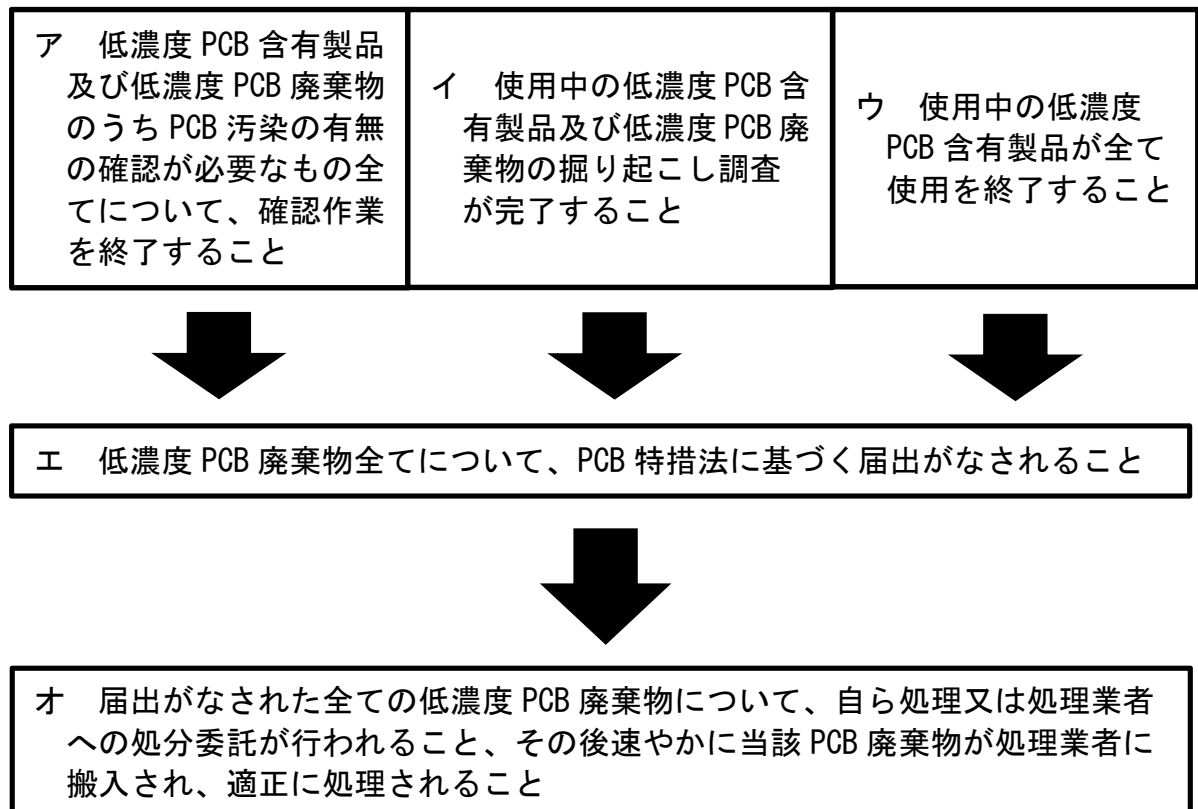 ア　低濃度 PCB 含有製品
及び低濃度 PCB 廃棄物
のうち PCB 汚染の有無
の確認が必要なもの全
てについて、確認作業
を終了すること
イ　使用中の低濃度 PCB 含
有製品及び低濃度 PCB 廃
棄物の掘り起こし調査
が完了すること
ウ　使用中の低濃度
PCB 含有製品が全て
使用を終了すること
エ　低濃度 PCB 廃棄物全てについて、PCB 特措法に基づく届出がなされること
オ　届出がなされた全ての低濃度 PCB 廃棄物について、自ら処理又は処理業者
への処分委託が行われること、その後速やかに当該 PCB 廃棄物が処理業者に
搬入され、適正に処理されること